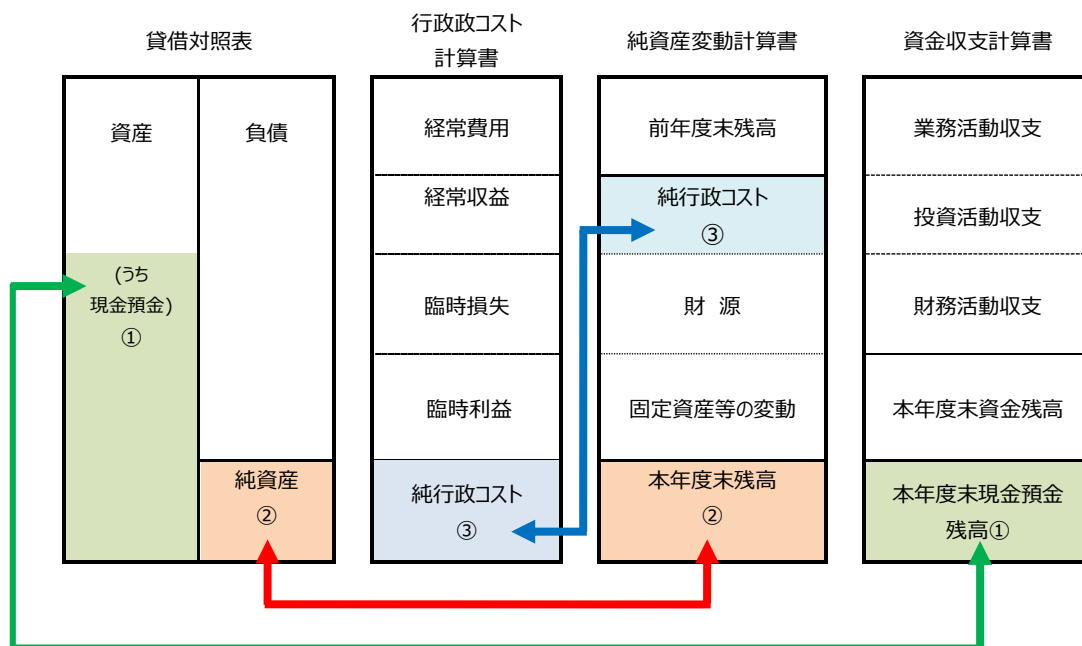 貸借対照表
資産
負債
(うち
現金預金)
①
純資産
②
行政政コスト
計算書
経常費用
経常収益
臨時損失
臨時利益
純行政コスト
③
純資産変動計算書
前年度末残高
純行政コスト
③
財 源
固定資産等の変動
本年度末残高
②
資金収支計算書
業務活動収支
投資活動収支
財務活動収支
本年度末資金残高
本年度末現金預金
残高①